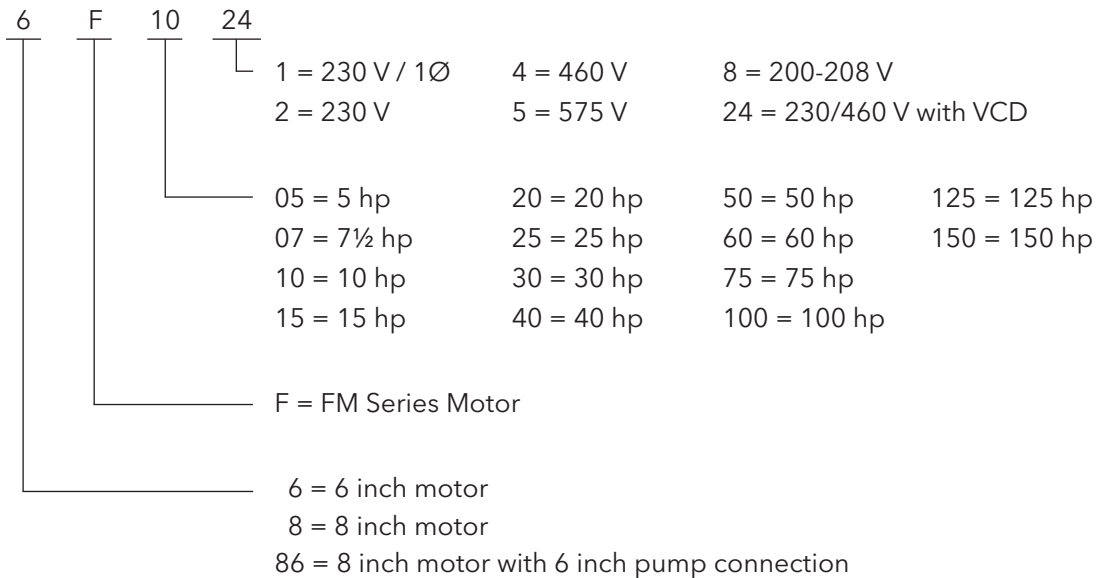 6 F 10 24
1 = 230 V / 1Ø 4 = 460 V 8 = 200-208 V
2 = 230 V 5 = 575 V 24 = 230/460 V with VCD
05 = 5 hp 20 = 20 hp 50 = 50 hp 125 = 125 hp
07 = 7½ hp 25 = 25 hp 60 = 60 hp 150 = 150 hp
10 = 10 hp 30 = 30 hp 75 = 75 hp
15 = 15 hp 40 = 40 hp 100 = 100 hp
F = FM Series Motor
6 = 6 inch motor
8 = 8 inch motor
86 = 8 inch motor with 6 inch pump connection